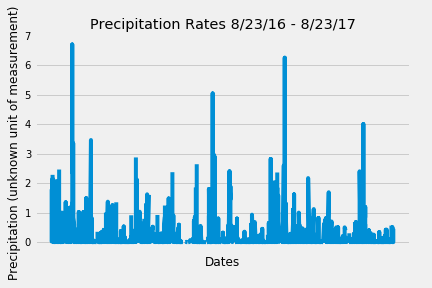 Precipitation Rates 8/23/16 - 8/23/17
Precipitation (unknown unit of measurement)
7
6
5
4
3
2
1
0
Dates